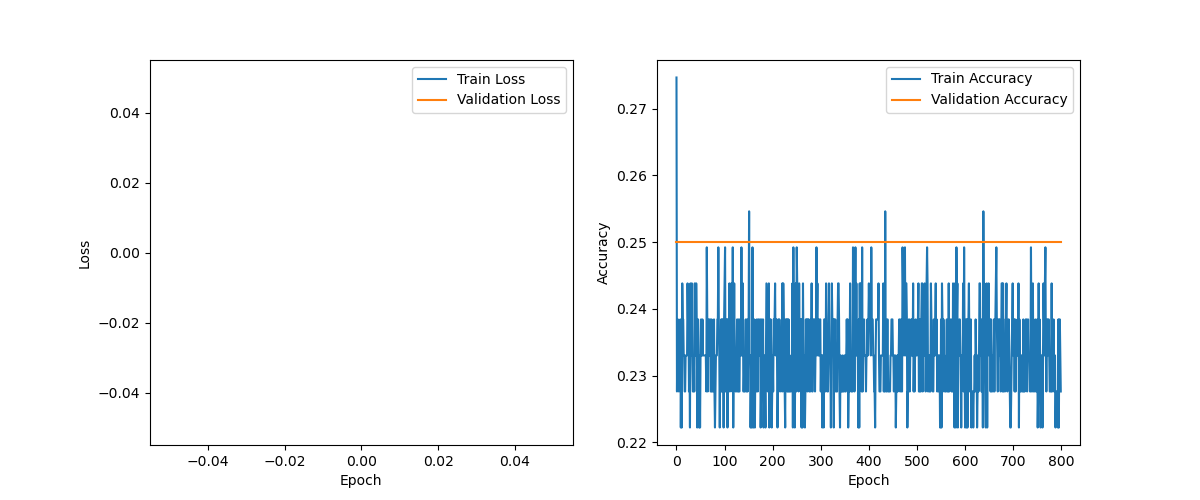 Train Loss
Validation Loss
0.04
0.02
0.00
−0.02
−0.04
Loss
−0.04 −0.02 0.00 0.02 0.04
Epoch
Train Accuracy
Validation Accuracy
0.27
0.26
0.25
0.24
0.23
0.22
Accuracy
0 100 200 300 400 500 600 700 800
Epoch